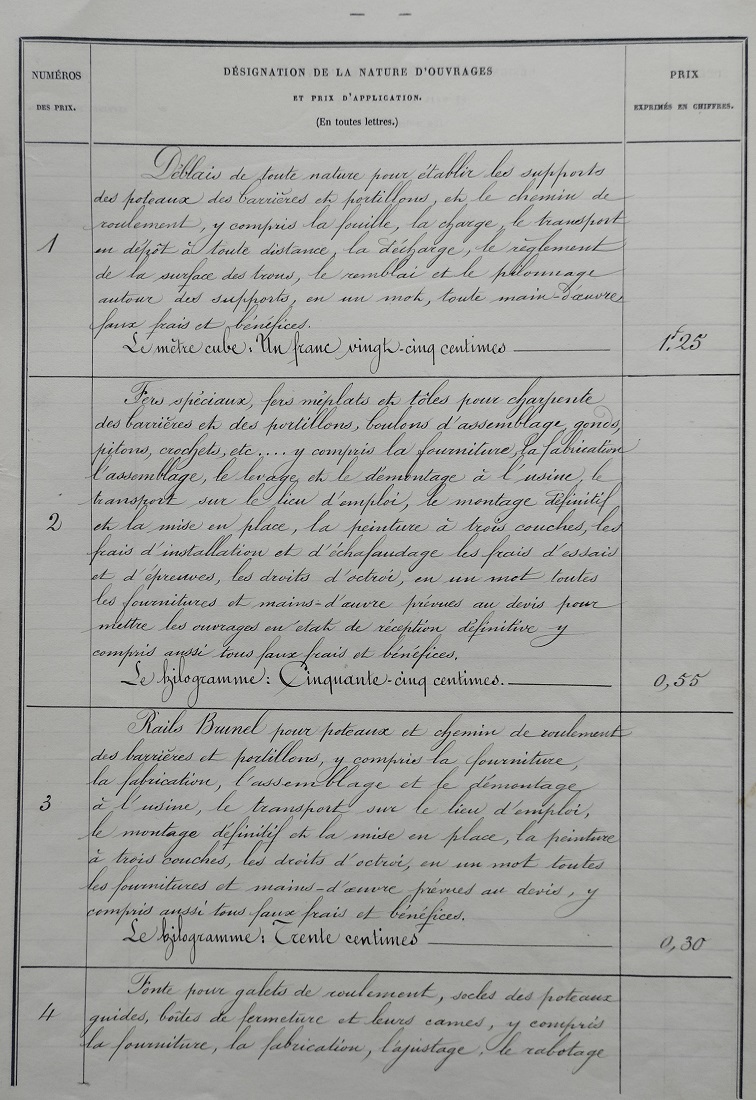 NUMÉROS
DES PRIX.
DÉSIGNATION DE LA NATURE D'OUVRAGES
ET PRIX D'APPLICATION.
(En toutes lettres.)
PRIX
EXPRIMÉS EN CHIFFRES.
1
Déblais de toute nature pour établir les supports
des poteaux des barrières et portillons, et le chemin de
roulement, y compris la fouille, la charge, le transport
en dépôt à toute distance, la décharge, le règlement
de la surface des trous, le remblai et le pilonnage
autour des supports, en un mot, toute main-d'œuvre,
faux frais et bénéfices.
Le mètre cube: Un franc vingt-cinq centimes
1f.25
2
Fers spéciaux, fers méplats et tôles pour charpente
des barrières et des portillons, boulons d'assemblage, gonds,
pitons, crochets, etc.... y compris la fourniture, la fabrication
l'assemblage, le levage et le démontage à l'usine, le
transport sur le lieu d'emploi, le montage définitif
et la mise en place, la peinture à trois couches, les
frais d'installation et d'échafaudage les frais d'essais
et d'épreuves, les droits d'octroi, en un mot toutes
les fournitures et mains-d'œuvre prévues au devis pour
mettre les ouvrages en état de réception définitive y
compris aussi tous faux frais et bénéfices.
Le kilogramme: Cinquante-cinq centimes.
0,55
3
Rails Brunel pour poteaux et chemin de roulement
des barrières et portillons, y compris la fourniture,
la fabrication, l'assemblage et le démontage
à l'usine, le transport sur le lieu d'emploi,
le montage définitif et la mise en place, la peinture
à trois couches, les droits d'octroi, en un mot toutes
les fournitures et mains-d'œuvre prévues au devis, y
compris aussi tous faux frais et bénéfices.
Le kilogramme: Trente centimes
0,30
4
Fonte pour galets de roulement, socles des poteaux
guides, boîtes de fermeture et leurs cames, y compris
la fourniture, la fabrication, l'ajustage, le rabotage